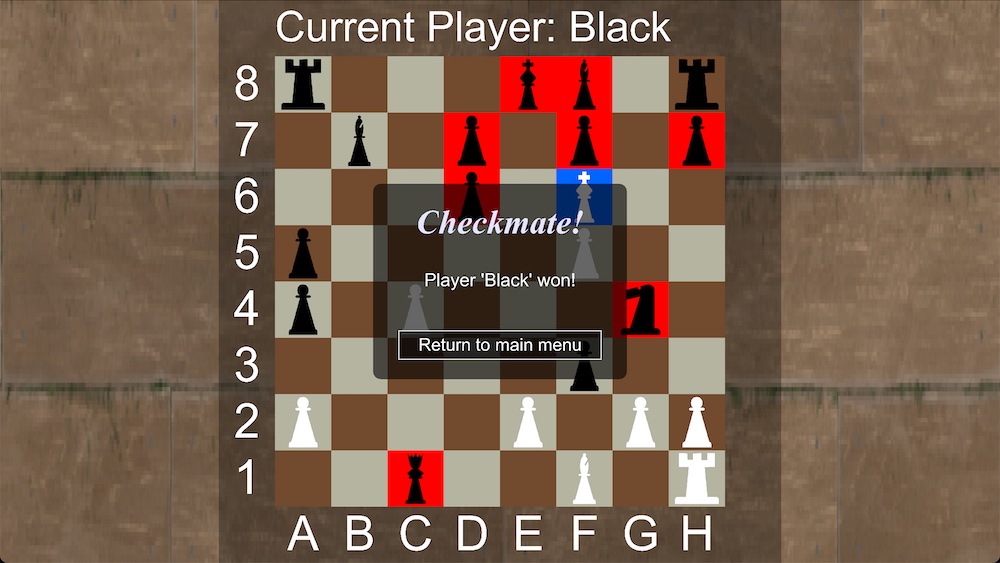 Current Player: Black
8
7
6
Checkmate!
5
Player 'Black' won!
4
Return to main menu
3
2
1
A B C D E F G H